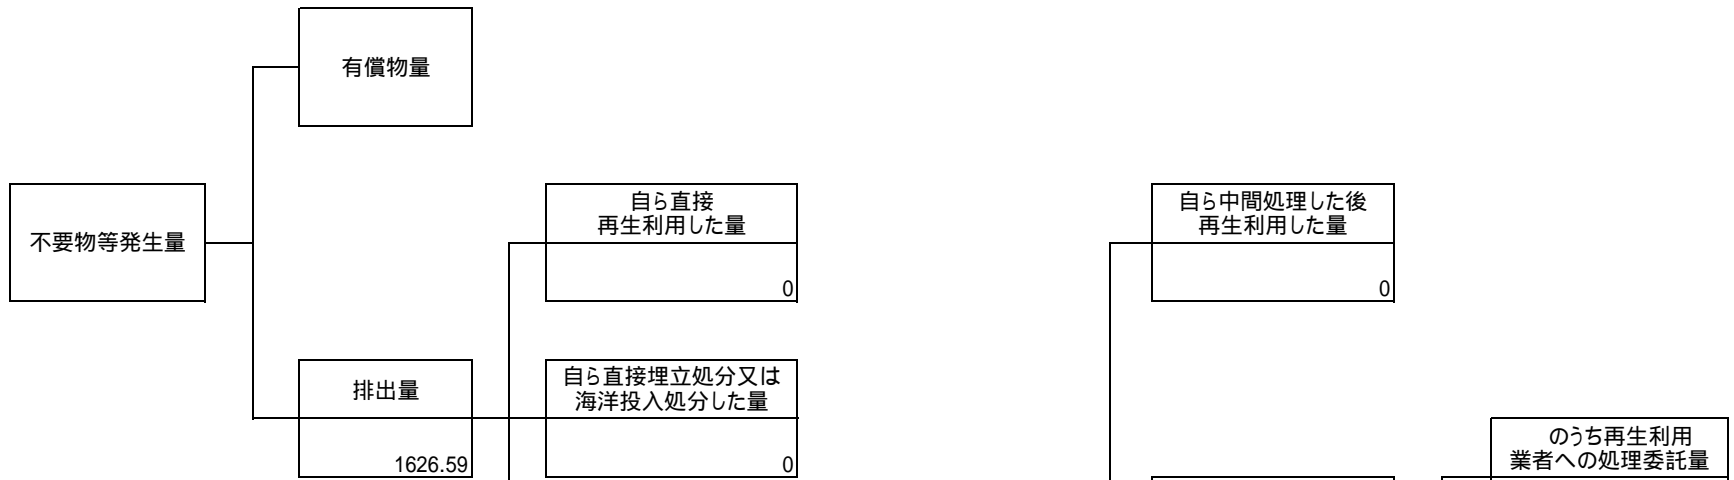 有償物量
不要物等発生量
自ら直接
再生利用した量
0
自ら中間処理した後
再生利用した量
0
排出量
1626.59
自ら直接埋立処分又は
海洋投入処分した量
0
のうち再生利用
業者への処理委託量